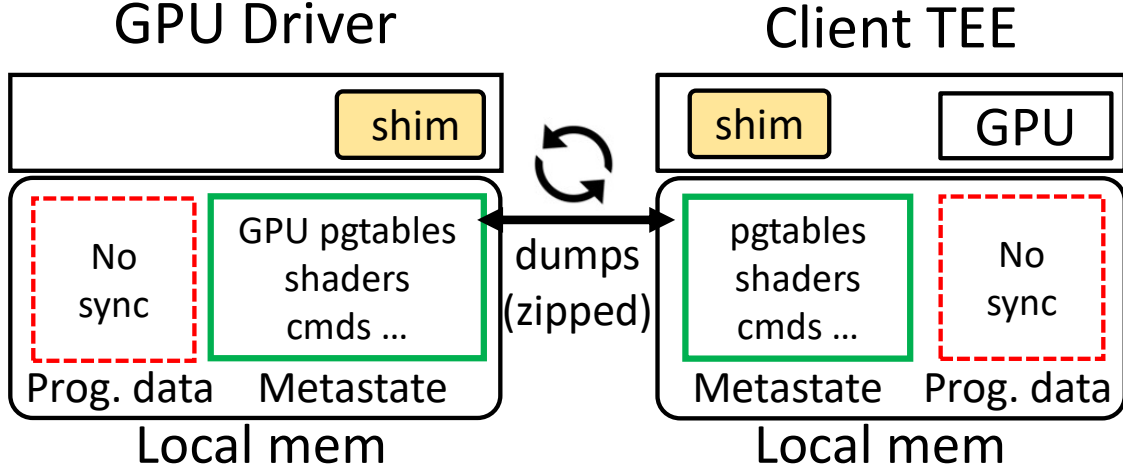 GPU Driver
shim
No
sync
Prog. data
GPU pgtables
shaders
cmds ...
Metastate
Local mem
dumps
(zipped)
Client TEE
shim
GPU
pgtables
shaders
cmds ...
Metastate
No
sync
Prog. data
Local mem